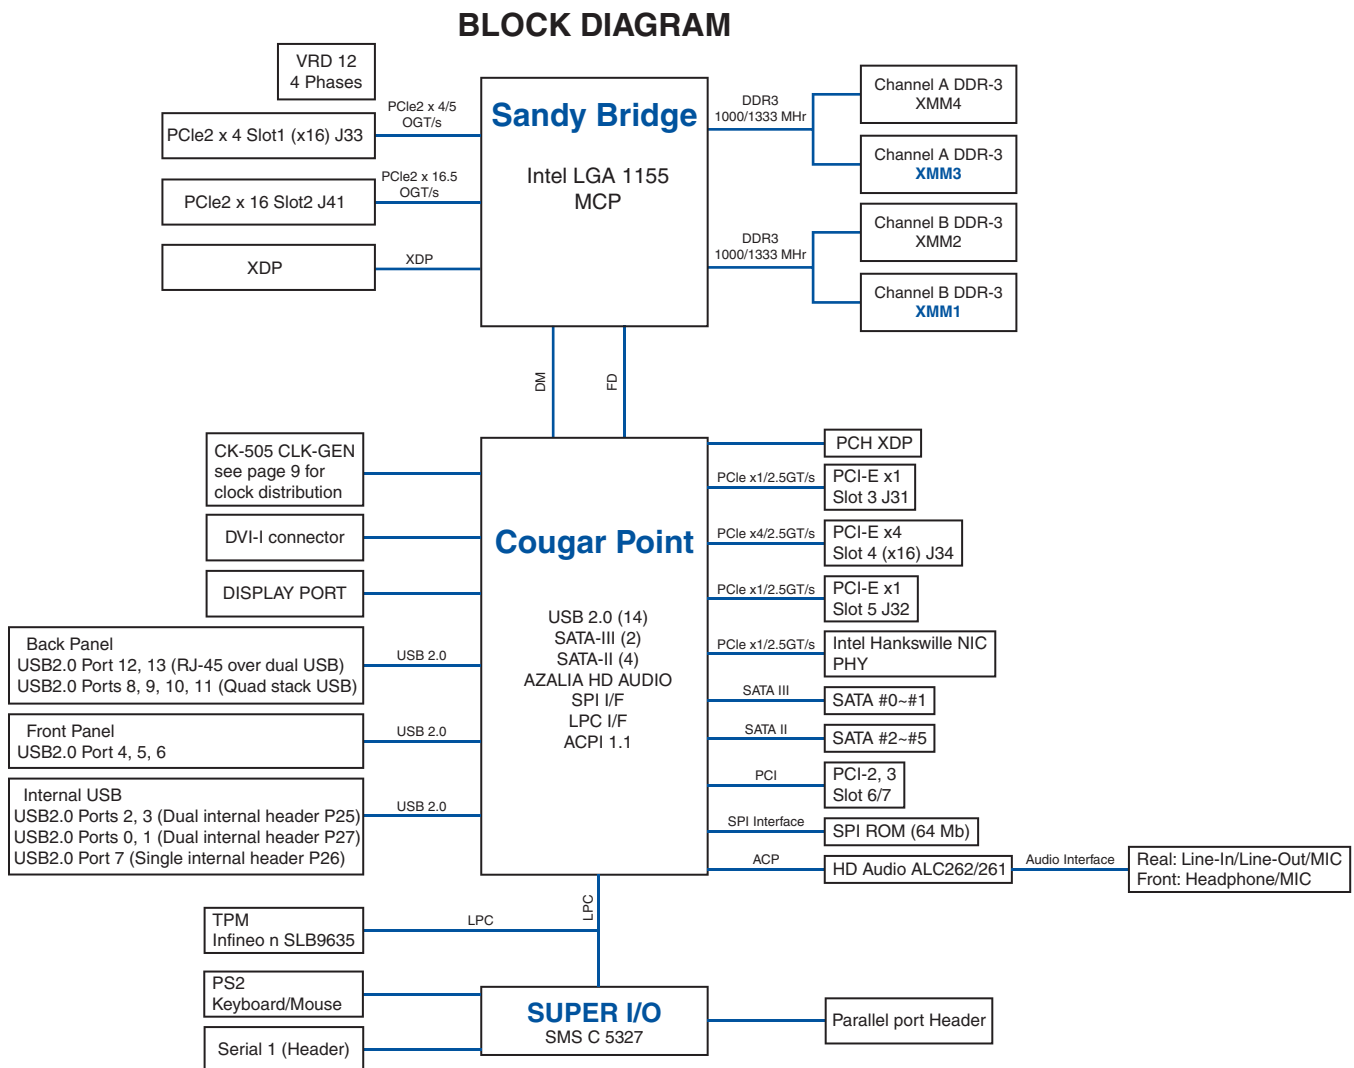 BLOCK DIAGRAM
VRD 12
4 Phases
PCIe2 x 4 Slot1 (x16) J33
PCIe2 x 4/5
OGT/s
PCIe2 x 16 Slot2 J41
PCIe2 x 16.5
OGT/s
XDP
XDP
Sandy Bridge
Intel LGA 1155
MCP
DDR3
1000/1333 MHr
Channel A DDR-3
XMM4
Channel A DDR-3
XMM3
DDR3
1000/1333 MHr
Channel B DDR-3
XMM2
Channel B DDR-3
XMM1
DM
FD
CK-505 CLK-GEN
see page 9 for
clock distribution
DVI-I connector
DISPLAY PORT
Back Panel
USB2.0 Port 12, 13 (RJ-45 over dual USB)
USB2.0 Ports 8, 9, 10, 11 (Quad stack USB)
USB 2.0
Front Panel
USB2.0 Port 4, 5, 6
USB 2.0
Internal USB
USB2.0 Ports 2, 3 (Dual internal header P25)
USB2.0 Ports 0, 1 (Dual internal header P27)
USB2.0 Port 7 (Single internal header P26)
USB 2.0
Cougar Point
USB 2.0 (14)
SATA-III (2)
SATA-II (4)
AZALIA HD AUDIO
SPI I/F
LPC I/F
ACPI 1.1
PCH XDP
PCIe x1/2.5GT/s
PCI-E x1
Slot 3 J31
PCIe x4/2.5GT/s
PCI-E x4
Slot 4 (x16) J34
PCIe x1/2.5GT/s
PCI-E x1
Slot 5 J32
PCIe x1/2.5GT/s
Intel Hankswille NIC
PHY
SATA III
SATA #0~#1
SATA II
SATA #2~#5
PCI
PCI-2, 3
Slot 6/7
SPI Interface
SPI ROM (64 Mb)
ACP
HD Audio ALC262/261
Audio Interface
Real: Line-In/Line-Out/MIC
Front: Headphone/MIC
LPC
TPM
Infineo n SLB9635
LPC
PS2
Keyboard/Mouse
Serial 1 (Header)
SUPER I/O
SMS C 5327
Parallel port Header